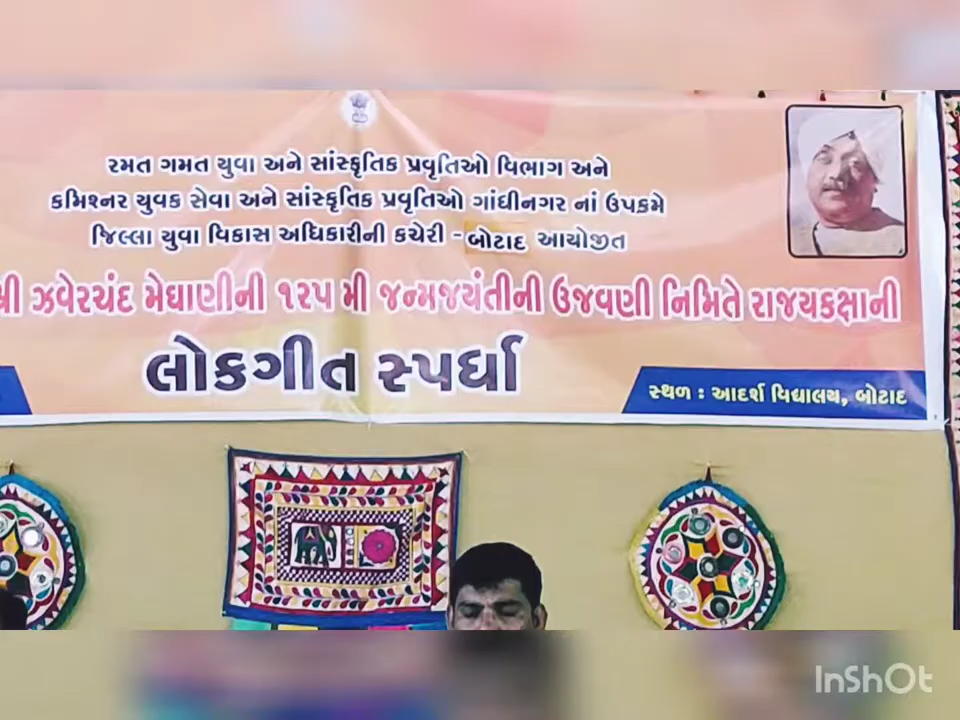 રમત ગમત યુવા અને સાંસ્કૃતિક પ્રવૃતિઓ વિભાગ અને
કમિશ્નર યુવક સેવા અને સાંસ્કૃતિક પ્રવૃતિઓ ગાંધીનગર નાં ઉપક્રમે
જિલ્લા યુવા વિકાસ અધિકારીની કચેરી - બોટાદ આયોજીત
શ્રી ઝવેરચંદ મેઘાણીની ૧૨૫ મી જન્મજયંતીની ઉજવણી નિમિતે રાજયકક્ષાની
લોકગીત સ્પર્ધા
સ્થળ : આદર્શ વિદ્યાલય, બોટાદ
InShOt